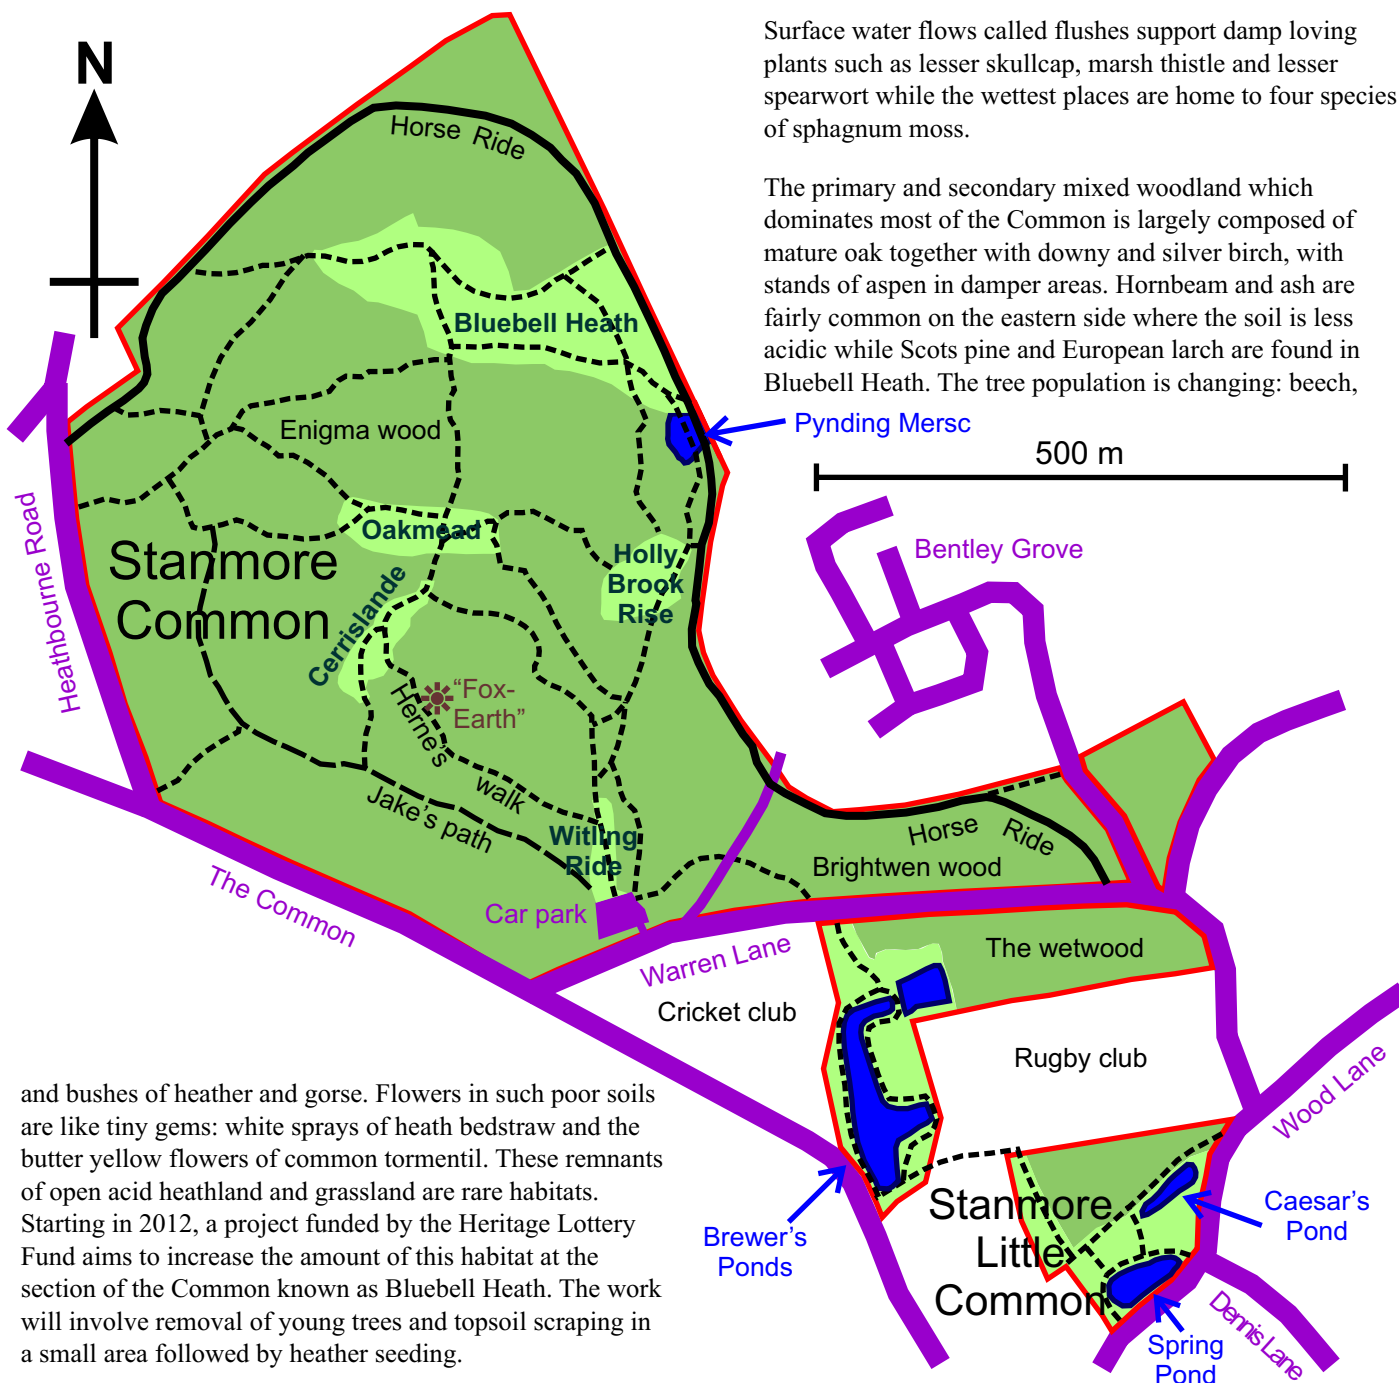 Surface water flows called flushes support damp loving
plants such as lesser skullcap, marsh thistle and lesser
spearwort while the wettest places are home to four species
of sphagnum moss.
The primary and secondary mixed woodland which
dominates most of the Common is largely composed of
mature oak together with downy and silver birch, with
stands of aspen in damper areas. Hornbeam and ash are
fairly common on the eastern side where the soil is less
acidic while Scots pine and European larch are found in
Bluebell Heath. The tree population is changing: beech,
N
Horse Ride
Bluebell Heath
Pynding Mersc
Enigma wood
500 m
Heathbourne Road
Oakmead
Stanmore
Common
Holly
Brook
Rise
Bentley Grove
Cerrislande
"Fox-
Earth"
Herne's
walk
Jake's path
Witling
Ride
Horse Ride
Brightwen wood
The Common
Car park
Warren Lane
The wetwood
Cricket club
Rugby club
Wood Lane
Brewer's
Ponds
Stanmore
Little
Common
Caesar's
Pond
Spring
Pond
Dennis Lane
and bushes of heather and gorse. Flowers in such poor soils
are like tiny gems: white sprays of heath bedstraw and the
butter yellow flowers of common tormentil. These remnants
of open acid heathland and grassland are rare habitats.
Starting in 2012, a project funded by the Heritage Lottery
Fund aims to increase the amount of this habitat at the
section of the Common known as Bluebell Heath. The work
will involve removal of young trees and topsoil scraping in
a small area followed by heather seeding.